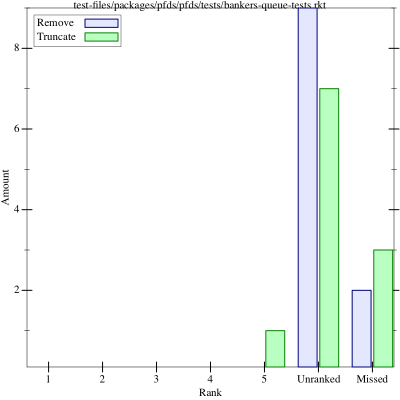 test-files/packages/pfds/pfds/tests/bankers-queue-tests.rkt
Remove
Truncate
8
6
4
2
Amount
1 2 3 4 5 Unranked Missed
Rank